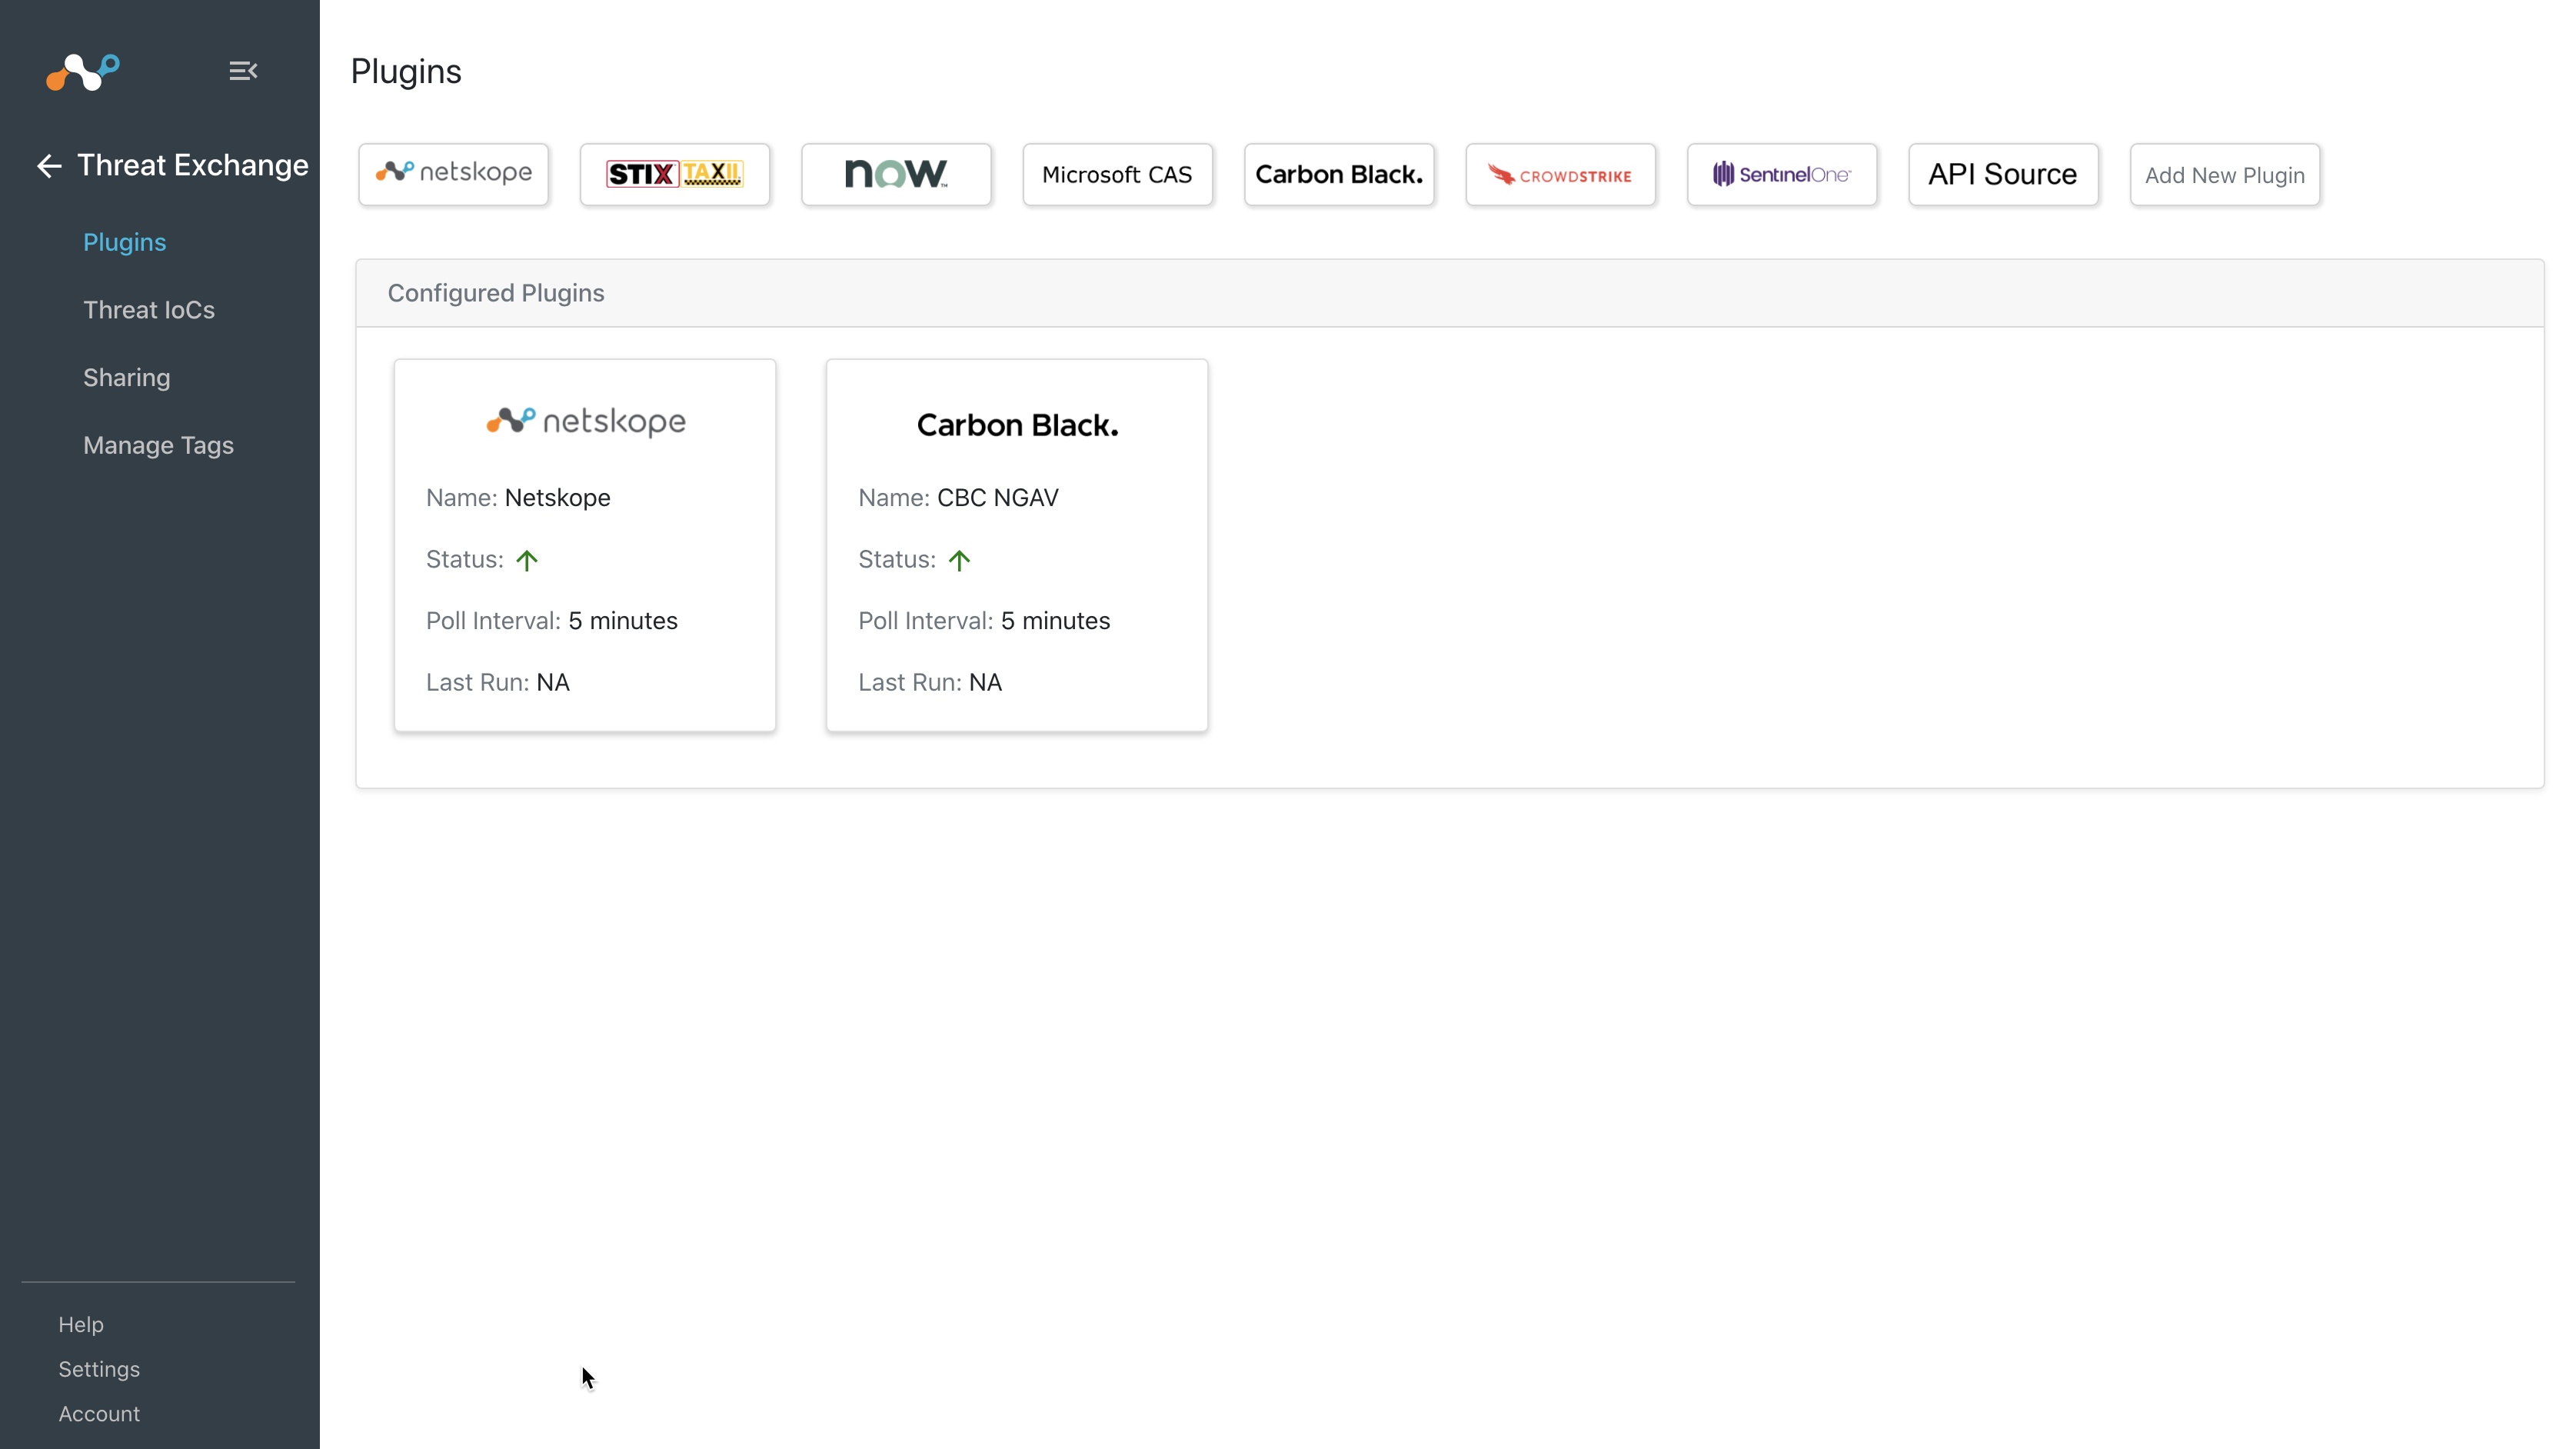 Plugins
Threat Exchange
Plugins
Threat IoCs
Sharing
Manage Tags
Help
Settings
Account
netskope
STIX TAXII
now™
Microsoft CAS
Carbon Black.
CROWDSTRIKE
SentinelOne™
API Source
Add New Plugin
Configured Plugins
netskope
Name: Netskope
Status:
Poll Interval: 5 minutes
Last Run: NA
Carbon Black.
Name: CBC NGAV
Status:
Poll Interval: 5 minutes
Last Run: NA